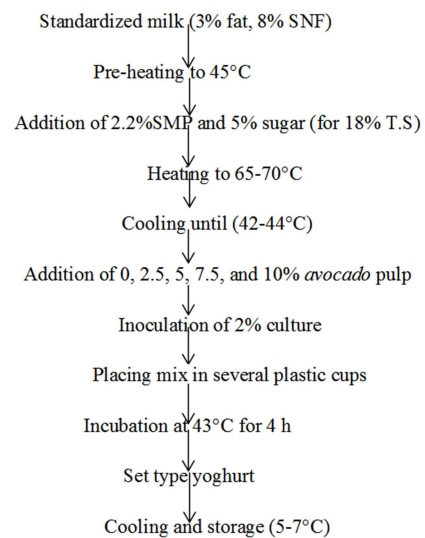 Standardized milk (3% fat, 8% SNF)
Pre-heating to 45°C
Addition of 2.2%SMP and 5% sugar (for 18% T.S)
Heating to 65-70°C
Cooling until (42-44°C)
Addition of 0, 2.5, 5, 7.5, and 10% avocado pulp
Inoculation of 2% culture
Placing mix in several plastic cups
Incubation at 43°C for 4 h
Set type yoghurt
Cooling and storage (5-7°C)